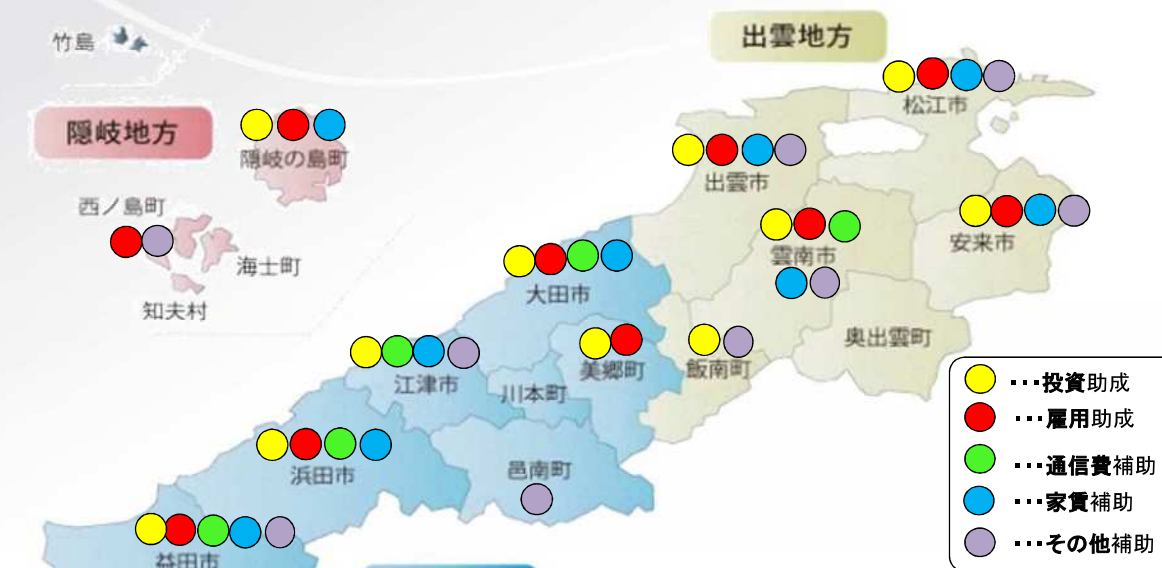 竹島
出雲地方
松江市
隠岐地方
隠岐の島町
出雲市
西ノ島町
安来市
雲南市
海士町
大田市
知夫村
奥出雲町
美郷町
飯南町
江津市
川本町
邑南町
浜田市
益田市
･･･投資助成
･･･雇用助成
･･･通信費補助
･･･家賃補助
･･･その他補助